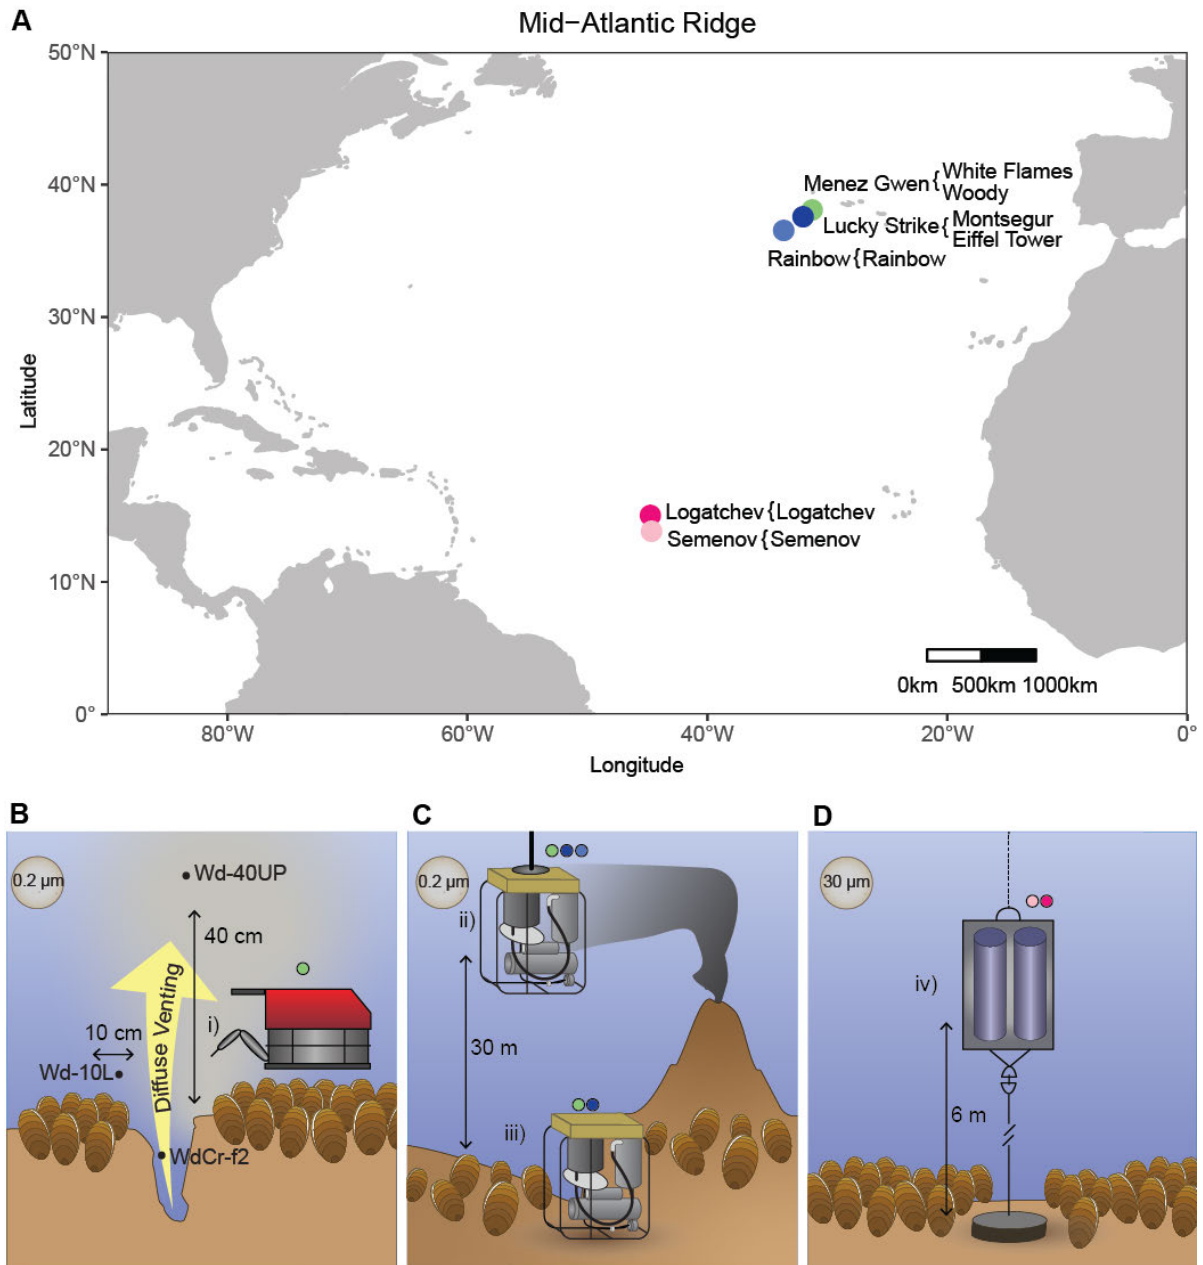 A
Mid−Atlantic Ridge
50°N
40°N
30°N
20°N
10°N
0°
Latitude
Menez Gwen { White Flames
Woody
Lucky Strike { Montsegur
Eiffel Tower
Rainbow { Rainbow
Logatchev { Logatchev
Semenov { Semenov
0km 500km 1000km
80°W 60°W 40°W 20°W 0°
Longitude
B
0.2 µm
Wd-40UP
40 cm
Diffuse Venting
i)
10 cm
Wd-10L
WdCr-f2
C
0.2 µm
ii)
30 m
iii)
D
30 µm
iv)
6 m